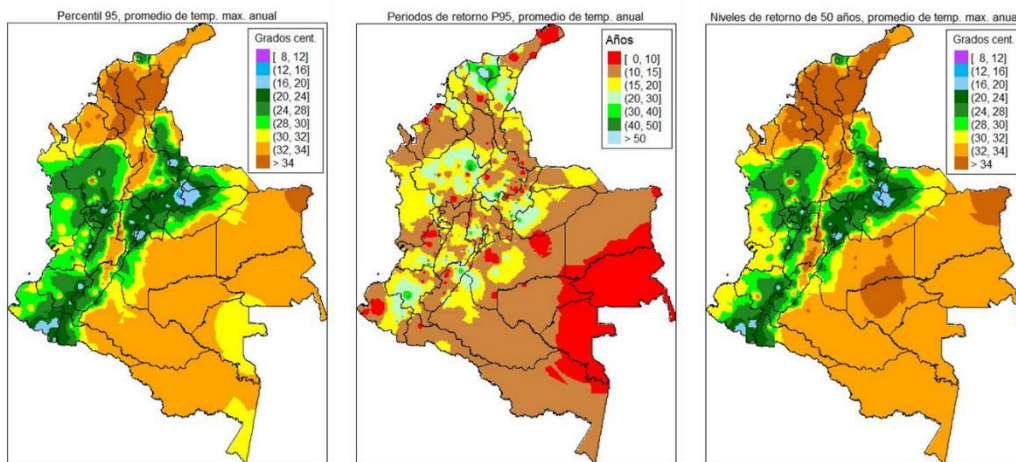 Percentil 95, promedio de temp. max. anual
Grados cent.
[ 8, 12]
(12, 16]
(16, 20]
(20, 24]
(24, 28]
(28, 30]
(30, 32]
(32, 34]
> 34
Periodos de retorno P95, promedio de temp. anual
Años
[ 0, 10]
(10, 15]
(15, 20]
(20, 30]
(30, 40]
(40, 50]
> 50
Niveles de retorno de 50 años, promedio de temp. max. anual
Grados cent.
[ 8, 12]
(12, 16]
(16, 20]
(20, 24]
(24, 28]
(28, 30]
(30, 32]
(32, 34]
> 34